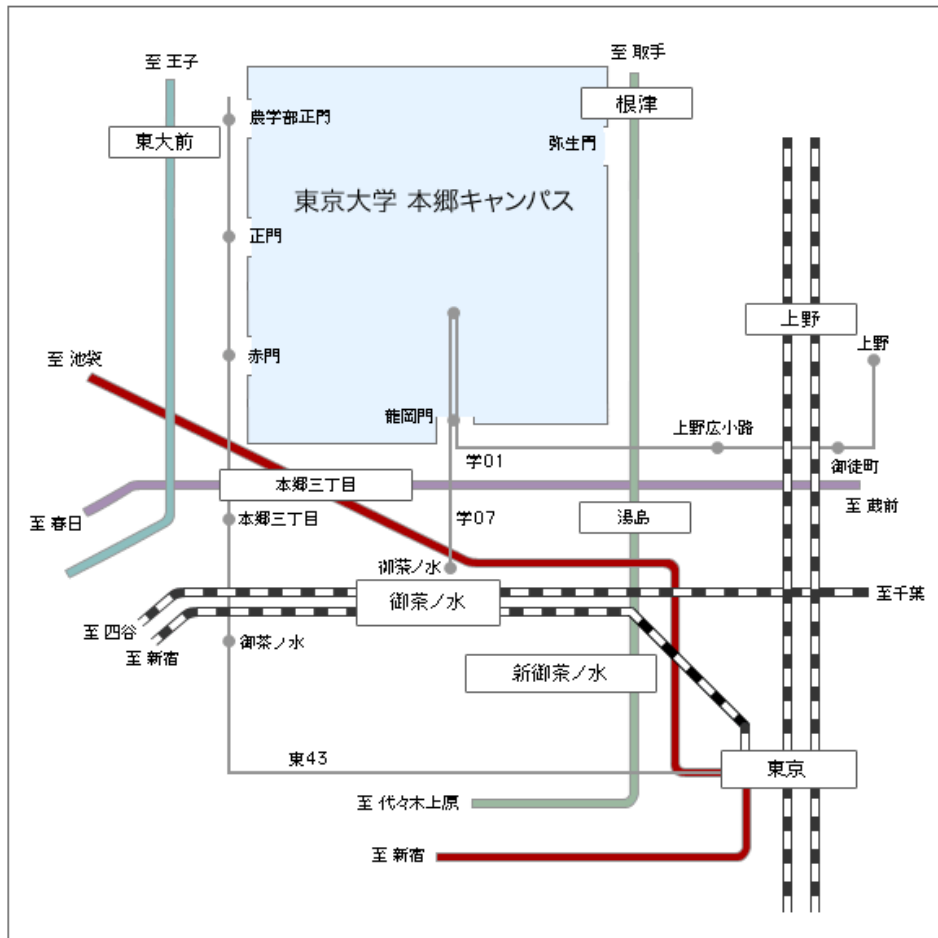 至 王子
至 取手
根津
農学部正門
東大前
弥生門
東京大学 本郷キャンパス
正門
上野
上野
赤門
至 池袋
龍岡門
上野広小路
学01
御徒町
本郷三丁目
至 蔵前
至 春日
本郷三丁目
学07
湯島
御茶ノ水
御茶ノ水
至千葉
至 四谷
至 新宿
御茶ノ水
新御茶ノ水
東43
東京
至 代々木上原
至 新宿